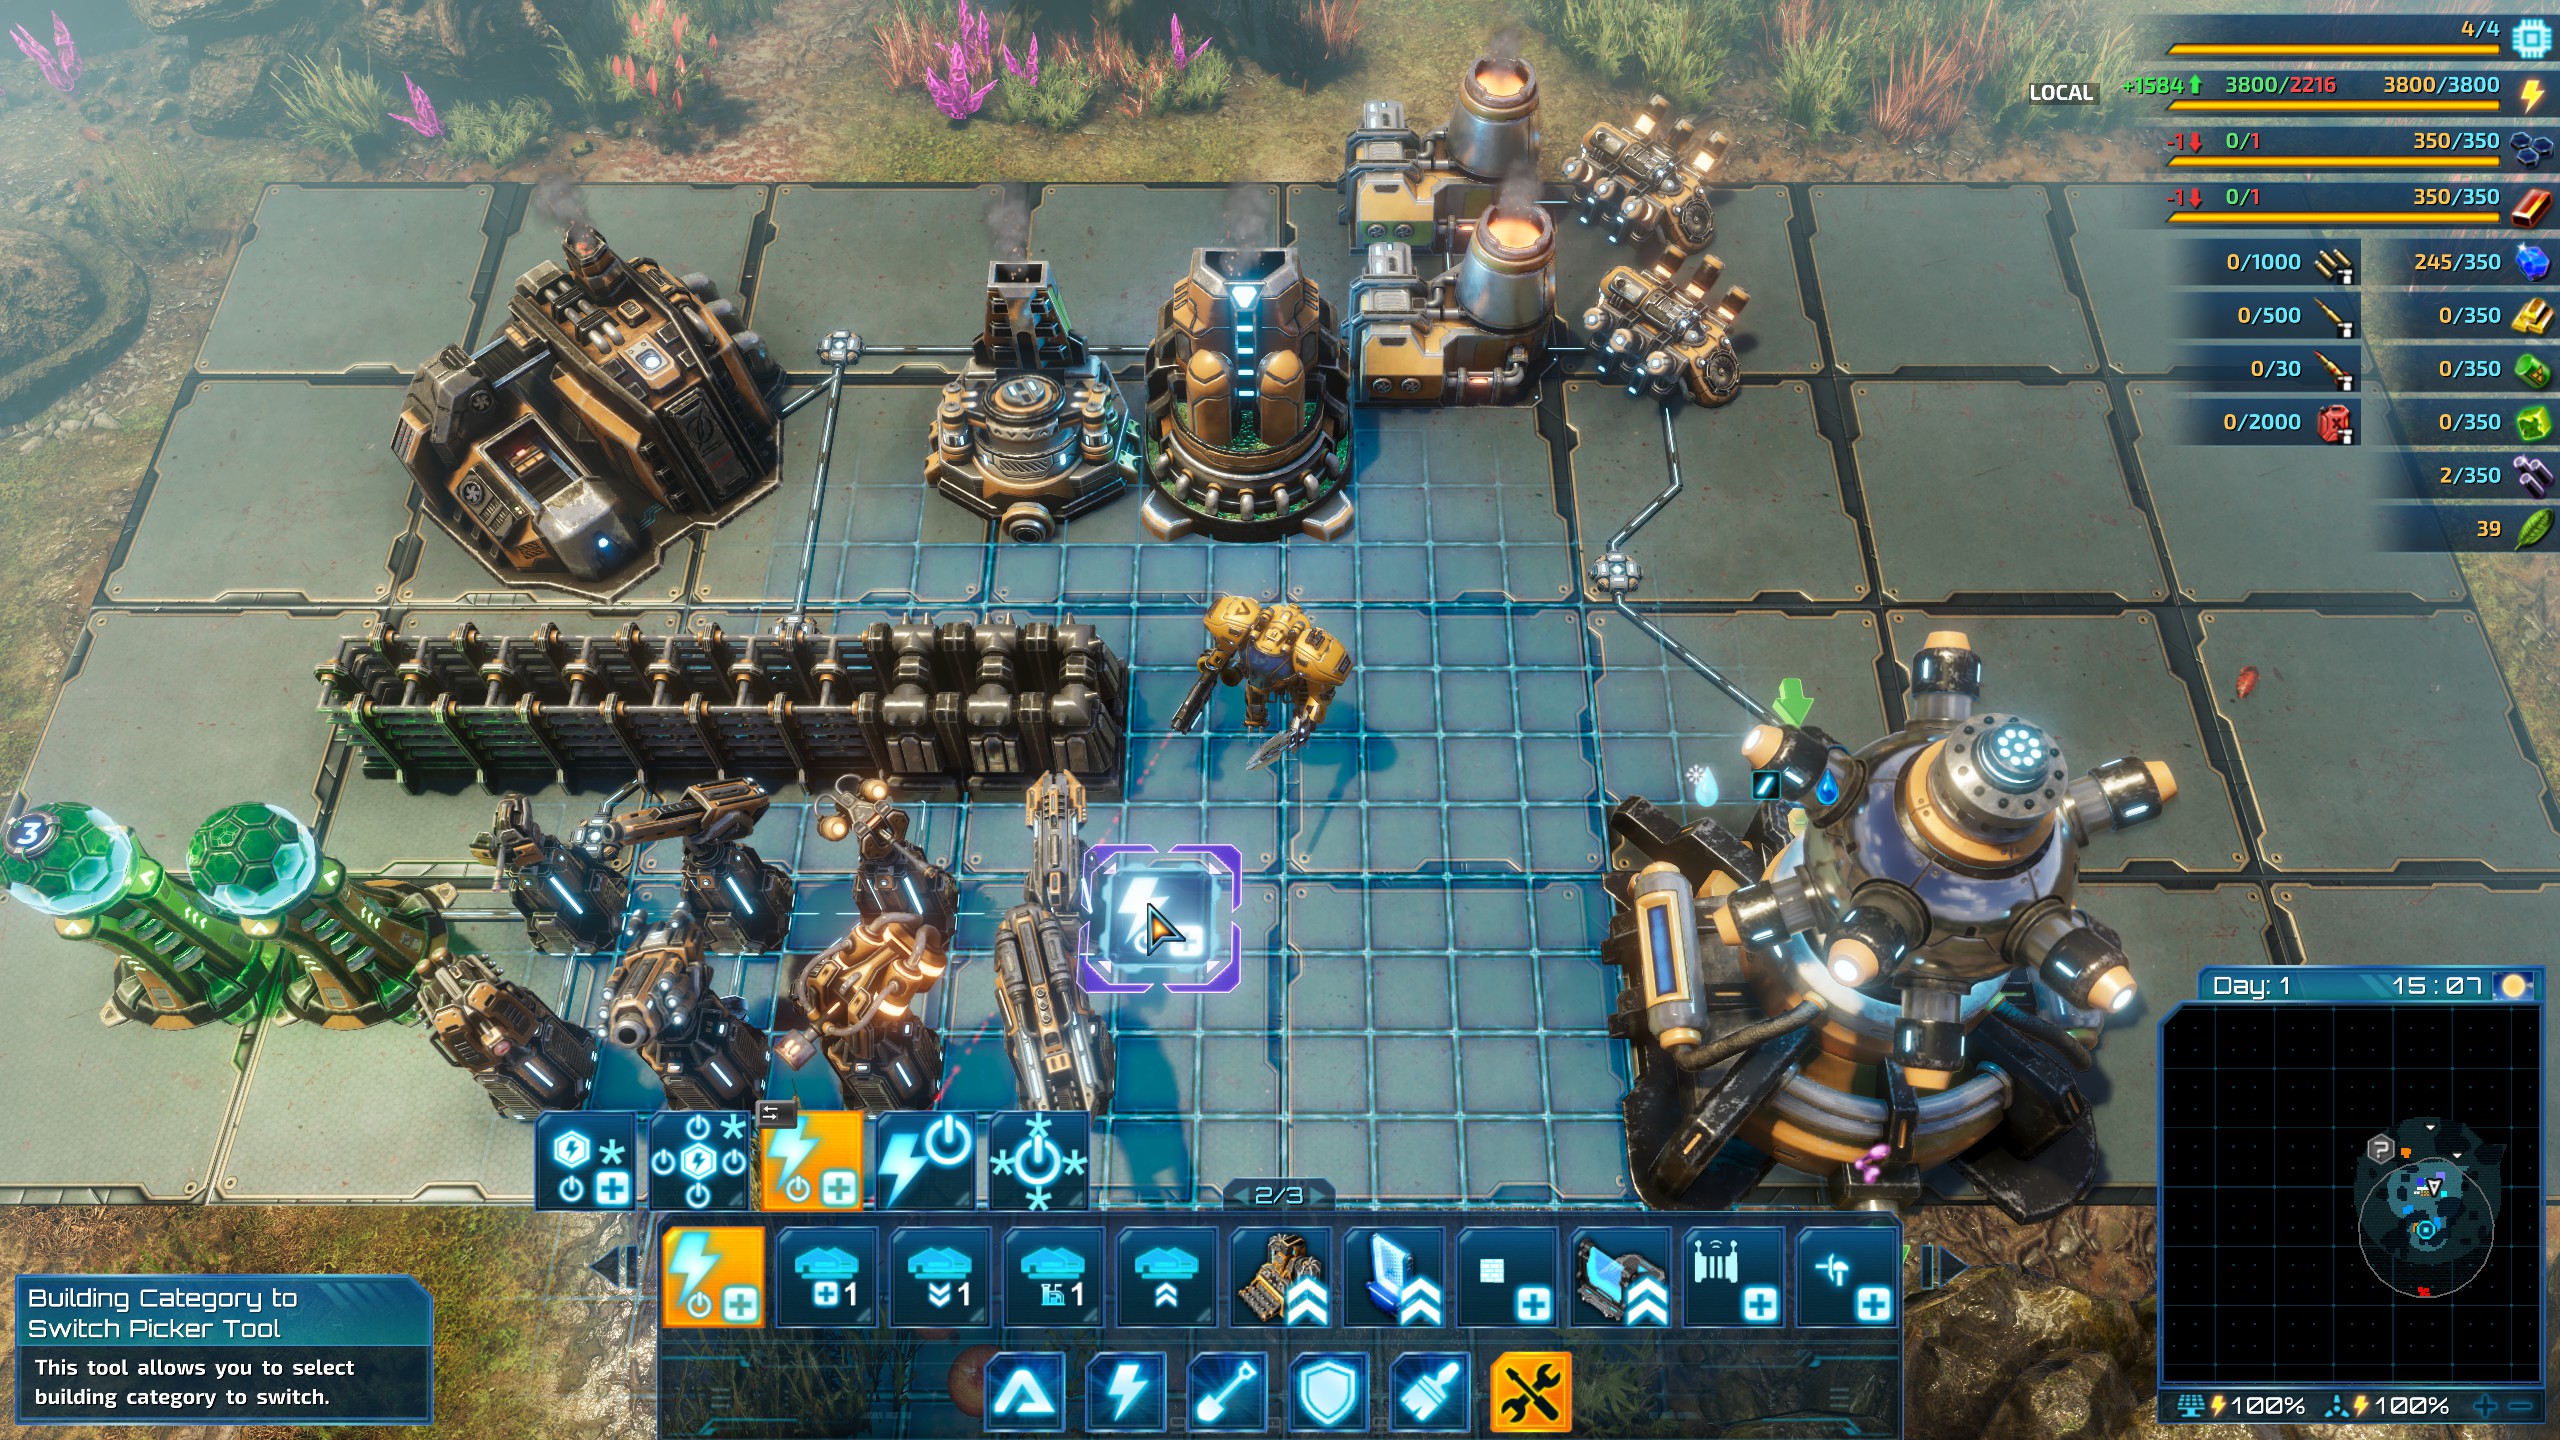 4/4
LOCAL +1584 3800/2216 3800/3800
-1 0/1 350/350
-1 0/1 350/350
0/1000 245/350
0/500 0/350
0/30 0/350
0/2000 0/350
2/350
39
3
Day: 1 15:07
?
2/3
1 1 1
Building Category to
Switch Picker Tool
This tool allows you to select
building category to switch.
100% 100%